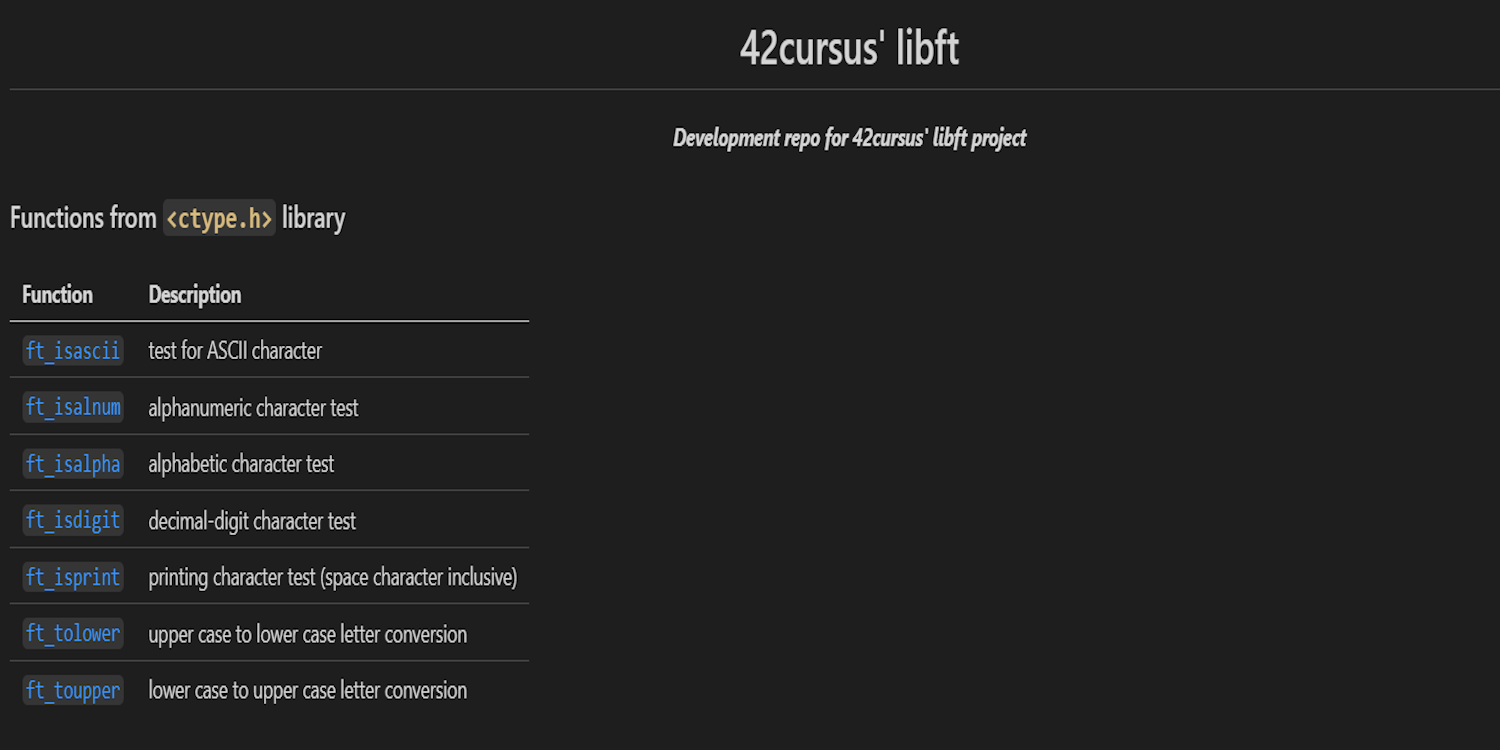 42cursus' libft
Development repo for 42cursus' libft project
Functions from <ctype.h> library
Function Description
ft_isascii test for ASCII character
ft_isalnum alphanumeric character test
ft_isalpha alphabetic character test
ft_isdigit decimal-digit character test
ft_isprint printing character test (space character inclusive)
ft_tolower upper case to lower case letter conversion
ft_toupper lower case to upper case letter conversion